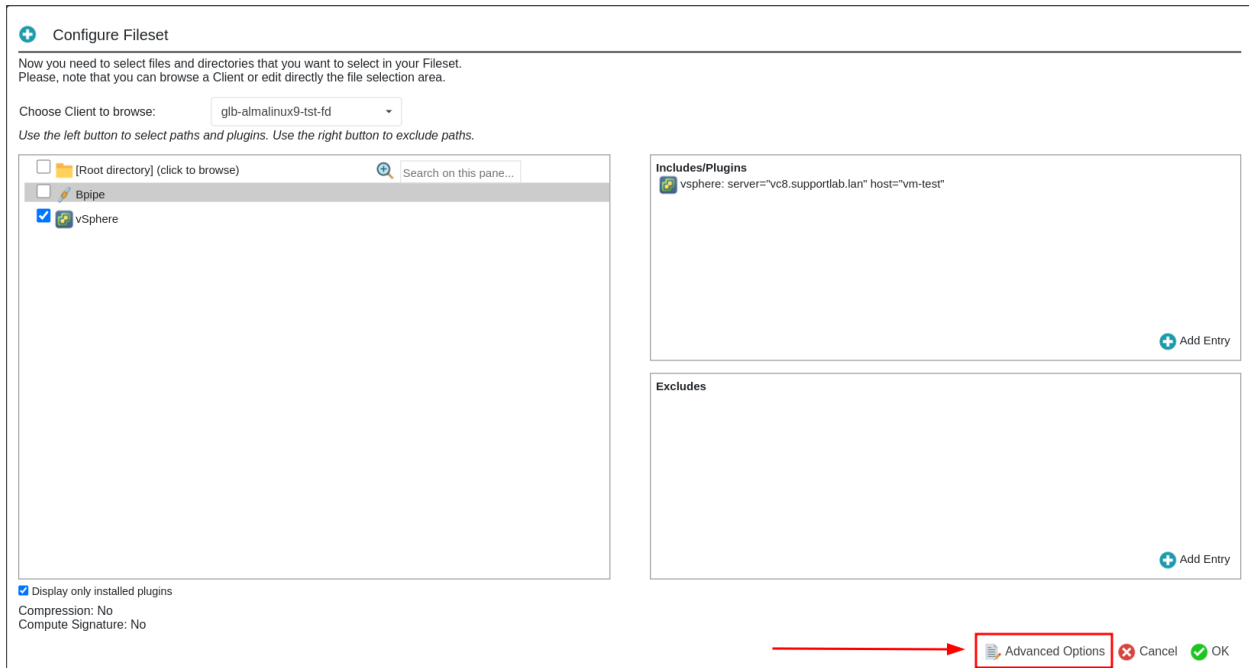 Configure Fileset
Now you need to select files and directories that you want to select in your Fileset.
Please, note that you can browse a Client or edit directly the file selection area.
Choose Client to browse: glb-almalinux9-tst-fd
Use the left button to select paths and plugins. Use the right button to exclude paths.
[Root directory] (click to browse) Search on this pane...
Bpipe
vSphere
Includes/Plugins
vsphere: server="vc8.supportlab.lan" host="vm-test"
Add Entry
Excludes
Add Entry
Display only installed plugins
Compression: No
Compute Signature: No
Advanced Options Cancel OK